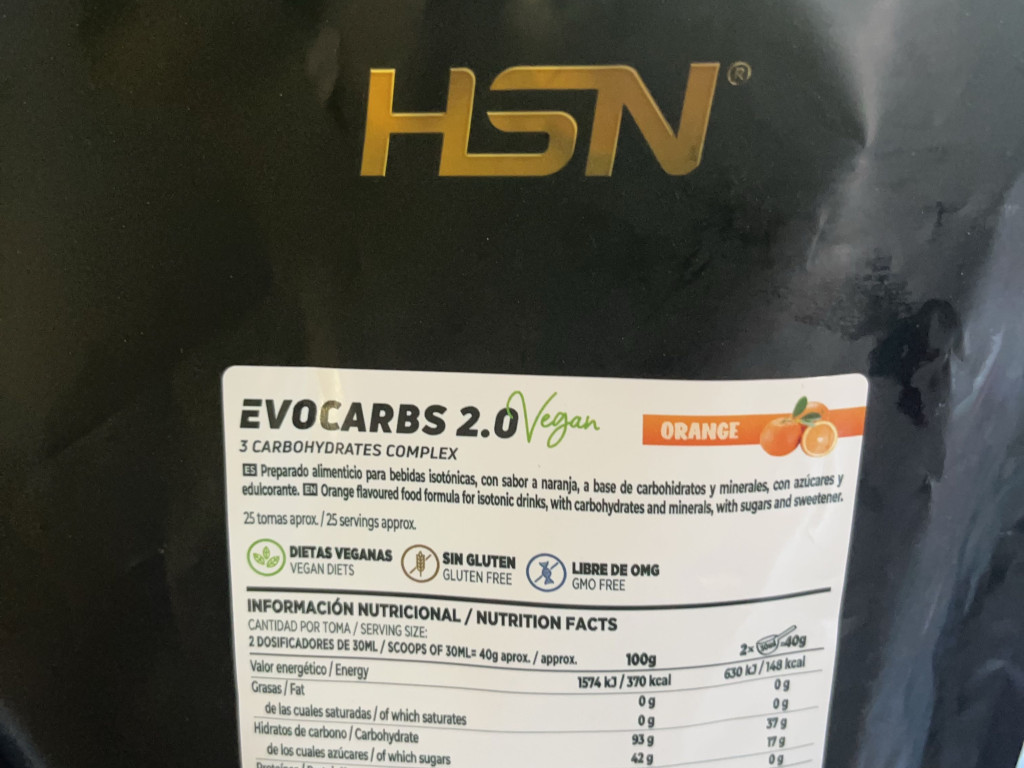 HSN®
EVOCARBS 2.0 Vegan
ORANGE
3 CARBOHYDRATES COMPLEX
ES Preparado alimenticio para bebidas isotónicas, con sabor a naranja, a base de carbohidratos y minerales, con azúcares y
edulcorante. EN Orange flavoured food formula for isotonic drinks, with carbohydrates and minerals, with sugars and sweetener.
25 tomas aprox. / 25 servings approx.
DIETAS VEGANAS
VEGAN DIETS
SIN GLUTEN
GLUTEN FREE
LIBRE DE OMG
GMO FREE
INFORMACIÓN NUTRICIONAL / NUTRITION FACTS
CANTIDAD POR TOMA / SERVING SIZE:
2 DOSIFICADORES DE 30ML / SCOOPS OF 30ML= 40g aprox. / approx. 100g 2x 30ml =40g
Valor energético / Energy 1574 kJ / 370 kcal 630 kJ / 148 kcal
Grasas / Fat 0 g 0 g
de las cuales saturadas / of which saturates 0 g 0 g
Hidratos de carbono / Carbohydrate 93 g 37 g
de los cuales azúcares / of which sugars 42 g 17 g
0 g